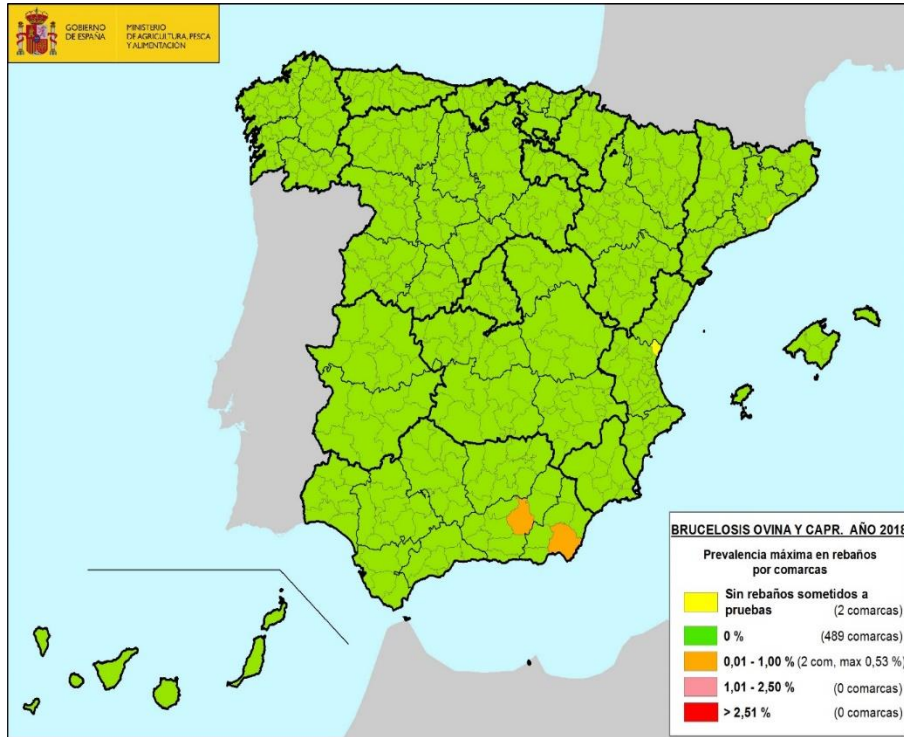 GOBIERNO
DE ESPAÑA
MINISTERIO
DE AGRICULTURA, PESCA
Y ALIMENTACIÓN
BRUCELOSIS OVINA Y CAPR. AÑO 2018
Prevalencia máxima en rebaños
por comarcas
Sin rebaños sometidos a
pruebas (2 comarcas)
0 % (489 comarcas)
0,01 - 1,00 % (2 com, max 0,53 %)
1,01 - 2,50 % (0 comarcas)
> 2,51 % (0 comarcas)